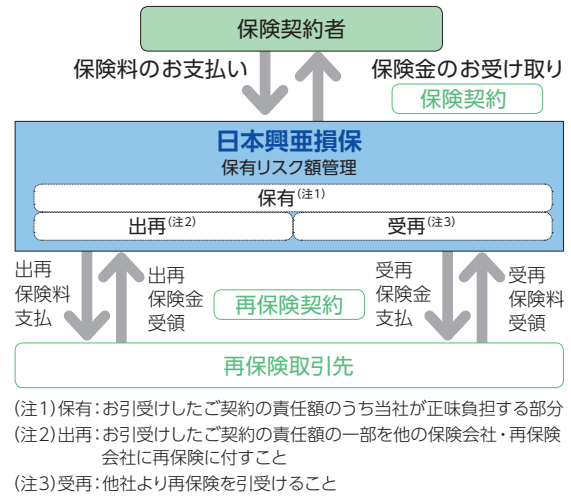 保険契約者
保険料のお支払い
保険金のお受け取り
保険契約
日本興亜損保
保有リスク額管理
保有(注1)
出再(注2)
受再(注3)
出再
保険料
支払
出再
保険金
受領
再保険契約
受再
保険金
支払
受再
保険料
受領
再保険取引先
(注1)保有:お引受けしたご契約の責任額のうち当社が正味負担する部分
(注2)出再:お引受けしたご契約の責任額の一部を他の保険会社・再保険
会社に再保険に付すこと
(注3)受再:他社より再保険を引受けること